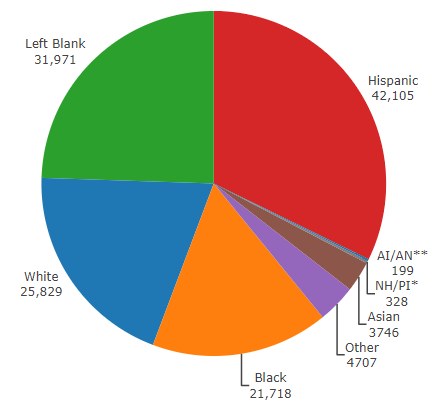 Left Blank
31,971
Hispanic
42,105
AI/AN**
199
NH/PI*
328
Asian
3746
Other
4707
Black
21,718
White
25,829